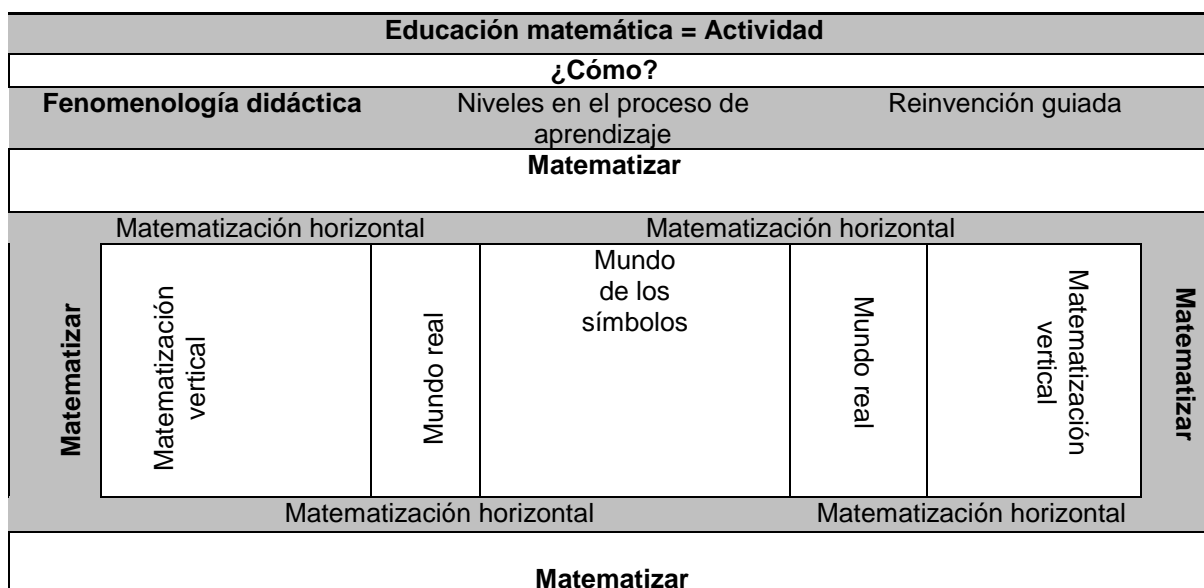 Educación matemática = Actividad
¿Cómo?
Fenomenología didáctica
Niveles en el proceso de
aprendizaje
Reinvención guiada
Matematizar
Matematización horizontal
Matematización horizontal
Matematizar
Matematización
vertical
Mundo real
Mundo
de los
símbolos
Mundo real
Matematización
vertical
Matematizar
Matematización horizontal
Matematización horizontal
Matematizar